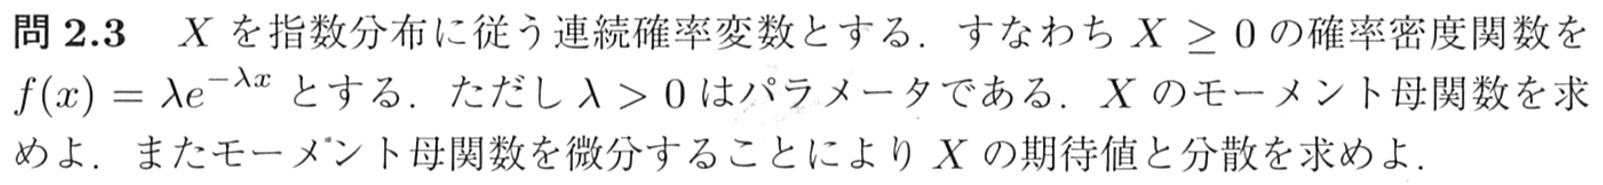 問 2.3　X を指数分布に従う連続確率変数とする．すなわち X ≥ 0 の確率密度関数を
f(x) = λe^{−λx} とする．ただし λ > 0 はパラメータである．X のモーメント母関数を求
めよ．またモーメント母関数を微分することにより X の期待値と分散を求めよ．